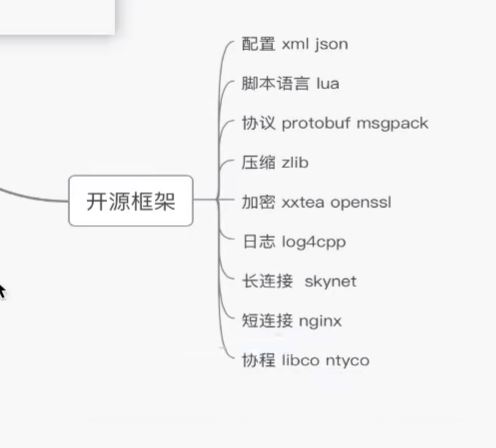 配置 xml json
脚本语言 lua
协议 protobuf msgpack
压缩 zlib
开源框架
加密 xxtea openssl
日志 log4cpp
长连接 skynet
短连接 nginx
协程 libco ntyco